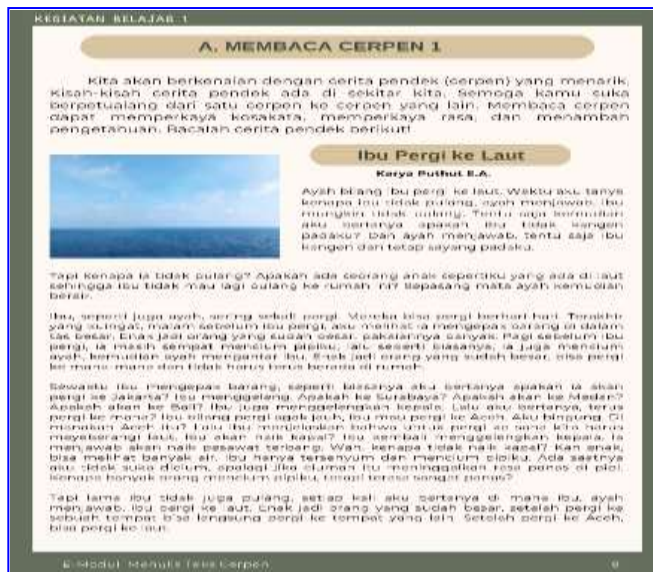 KEGIATAN BELAJAR 1
A. MEMBACA CERPEN 1
Kita akan berkenalan dengan cerita pendek (cerpen) yang menarik.
Kisah-kisah cerita pendek ada di sekitar kita. Semoga kamu suka
berpetualang dari satu cerpen ke cerpen yang lain. Membaca cerpen
dapat memperkaya kosakata, memperkaya rasa, dan menambah
pengetahuan. Bacalah cerita pendek berikut!
Ibu Pergi ke Laut
Karya Puthut E.A.
Ayah bilang ibu pergi ke laut. Waktu aku tanya
kenapa ibu tidak pulang, ayah menjawab, ibu
mungkin tidak pulang. Tentu saja kemudian
aku bertanya apakah ibu tidak kangen
padaku? Dan ayah menjawab, tentu saja ibu
kangen dan tetap sayang padaku.
Tapi kenapa ia tidak pulang? Apakah ada seorang anak sepertiku yang ada di laut
sehingga ibu tidak mau lagi pulang ke rumah ini? Sepasang mata ayah kemudian
berair.
Ibu, seperti juga ayah, sering sekali pergi. Mereka bisa pergi berhari-hari. Terakhir
yang kuingat, malam sebelum ibu pergi, aku melihat ia mengepak barang di dalam
tas besar. Enak jadi orang yang sudah besar, pakaiannya banyak. Pagi sebelum ibu
pergi, ia masih sempat mencium pipiku, lalu seperti biasanya, ia juga mencium
ayah, kemudian ayah mengantar ibu. Enak jadi orang yang sudah besar, bisa pergi
ke mana-mana dan tidak harus terus berada di rumah.
Sewaktu ibu mengepak barang, seperti biasanya aku bertanya apakah ia akan
pergi ke Jakarta? Ibu menggeleng. Apakah ke Surabaya? Apakah akan ke Medan?
Apakah akan ke Bali? Ibu juga menggelengkan kepala. Lalu aku bertanya, terus
pergi ke mana? Ibu bilang pergi agak jauh, ibu mau pergi ke Aceh. Aku bingung. Di
manakah Aceh itu? Lalu ibu menjelaskan bahwa untuk pergi ke sana kita harus
menyeberangi laut. Ibu akan naik kapal? Ibu kembali menggelengkan kepala, ia
menjawab akan naik pesawat terbang. Wah, kenapa tidak naik kapal? Kan enak,
bisa melihat banyak air. Ibu hanya tersenyum dan mencium pipiku. Ada saatnya
aku tidak suka dicium, apalagi jika ciuman itu meninggalkan rasa panas di pipi.
Kenapa banyak orang mencium pipiku, tetapi terasa sangat panas?
Tapi lama ibu tidak juga pulang, setiap kali aku bertanya di mana ibu, ayah
menjawab, ibu pergi ke laut. Enak jadi orang yang sudah besar, setelah pergi ke
sebuah tempat bisa langsung pergi ke tempat yang lain. Setelah pergi ke Aceh,
bisa pergi ke laut.
E-Modul Menulis Teks Cerpen